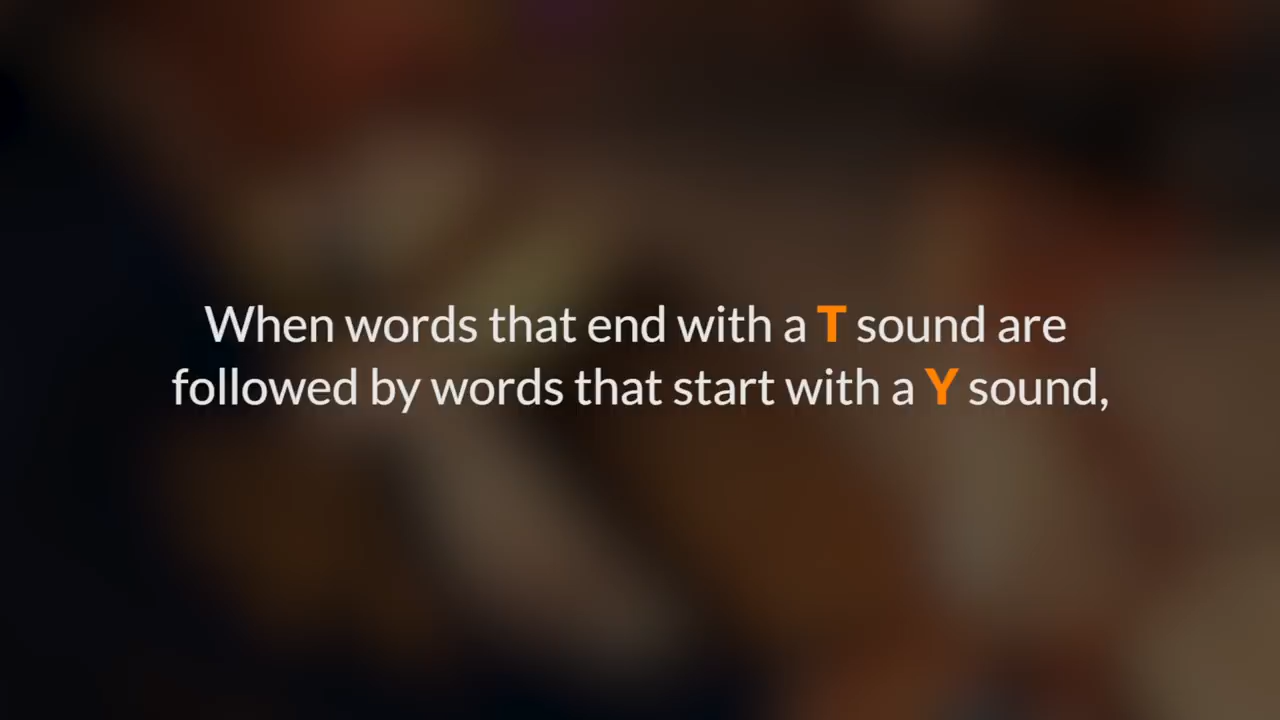 When words that end with a T sound are
followed by words that start with a Y sound,